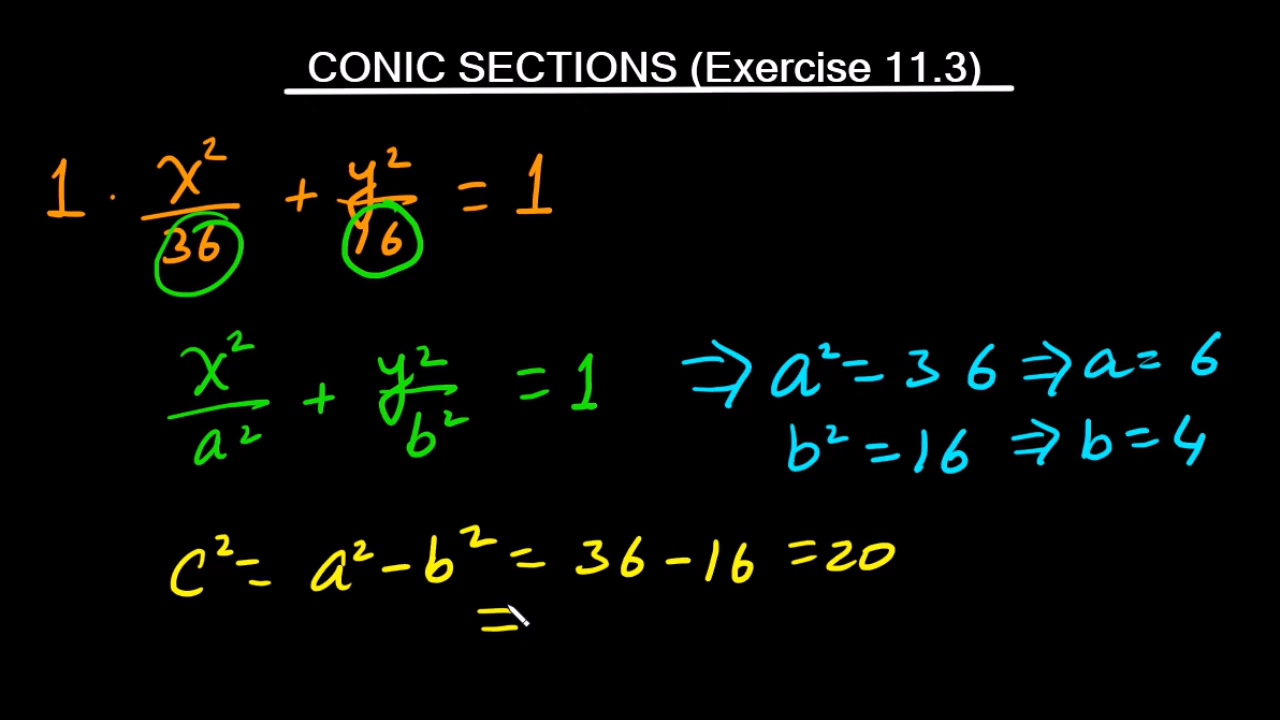 CONIC SECTIONS (Exercise 11.3)
1. x²/36 + y²/16 = 1
x²/a² + y²/b² = 1 ⇒ a² = 36 ⇒ a = 6
b² = 16 ⇒ b = 4
c² = a² - b² = 36 - 16 = 20
=